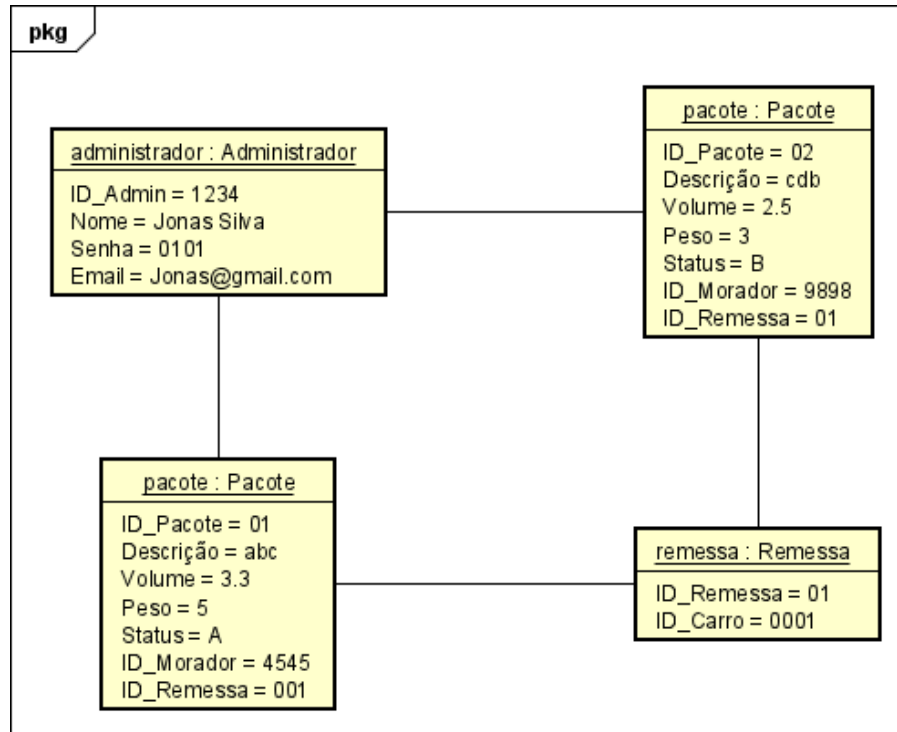 pkg
administrador : Administrador
ID_Admin = 1234
Nome = Jonas Silva
Senha = 0101
Email = Jonas@gmail.com
pacote : Pacote
ID_Pacote = 02
Descrição = cdb
Volume = 2.5
Peso = 3
Status = B
ID_Morador = 9898
ID_Remessa = 01
pacote : Pacote
ID_Pacote = 01
Descrição = abc
Volume = 3.3
Peso = 5
Status = A
ID_Morador = 4545
ID_Remessa = 001
remessa : Remessa
ID_Remessa = 01
ID_Carro = 0001